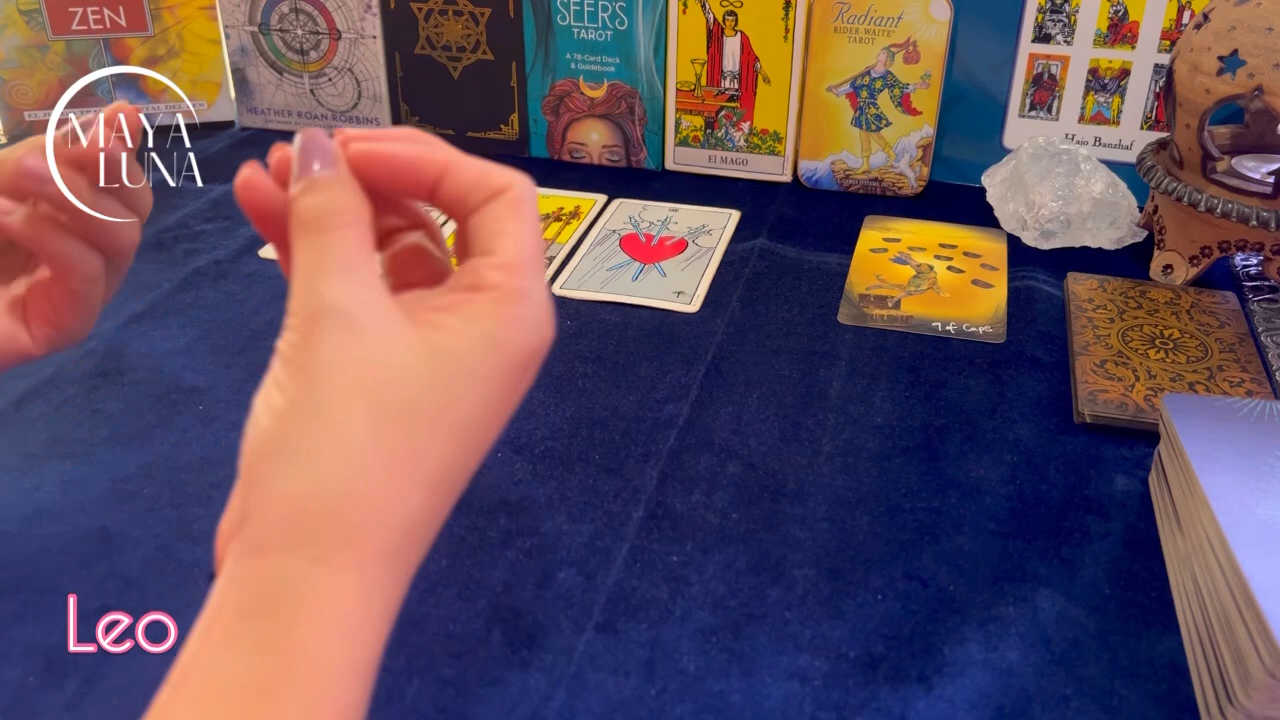 ZEN
MAYA
LUNA
HEATHER ROAN ROBBINS
SEER'S
TAROT
A 78-Card Deck
& Guidebook
EL MAGO
Radiant
RIDER-WAITE
TAROT
Hajo Banzhaf
III
9 of Cups
Leo